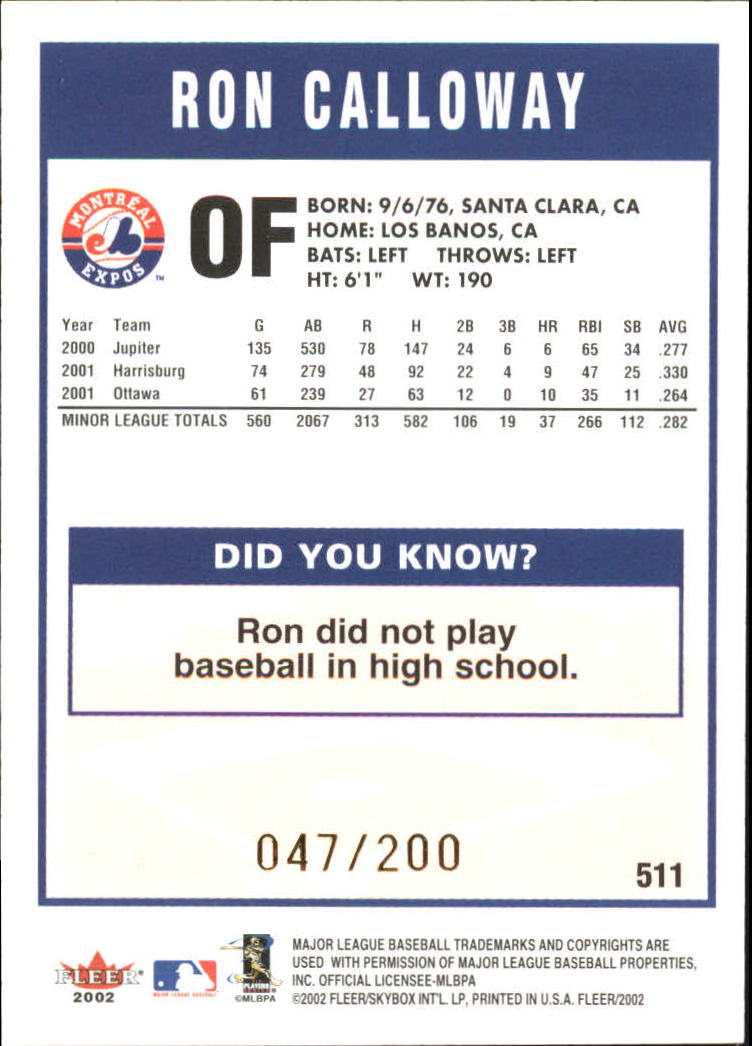 RON CALLOWAY
MONTRÉAL
EXPOS
TM
OF
BORN: 9/6/76, SANTA CLARA, CA
HOME: LOS BANOS, CA
BATS: LEFT THROWS: LEFT
HT: 6'1" WT: 190
Year Team G AB R H 2B 3B HR RBI SB AVG
2000 Jupiter 135 530 78 147 24 6 6 65 34 .277
2001 Harrisburg 74 279 48 92 22 4 9 47 25 .330
2001 Ottawa 61 239 27 63 12 0 10 35 11 .264
MINOR LEAGUE TOTALS 560 2067 313 582 106 19 37 266 112 .282
DID YOU KNOW?
Ron did not play
baseball in high school.
047/200
511
FLEER®
2002
MAJOR LEAGUE BASEBALL
PLAYERS
©MLBPA
MAJOR LEAGUE BASEBALL TRADEMARKS AND COPYRIGHTS ARE
USED WITH PERMISSION OF MAJOR LEAGUE BASEBALL PROPERTIES,
INC. OFFICIAL LICENSEE-MLBPA
©2002 FLEER/SKYBOX INT'L. LP, PRINTED IN U.S.A. FLEER/2002